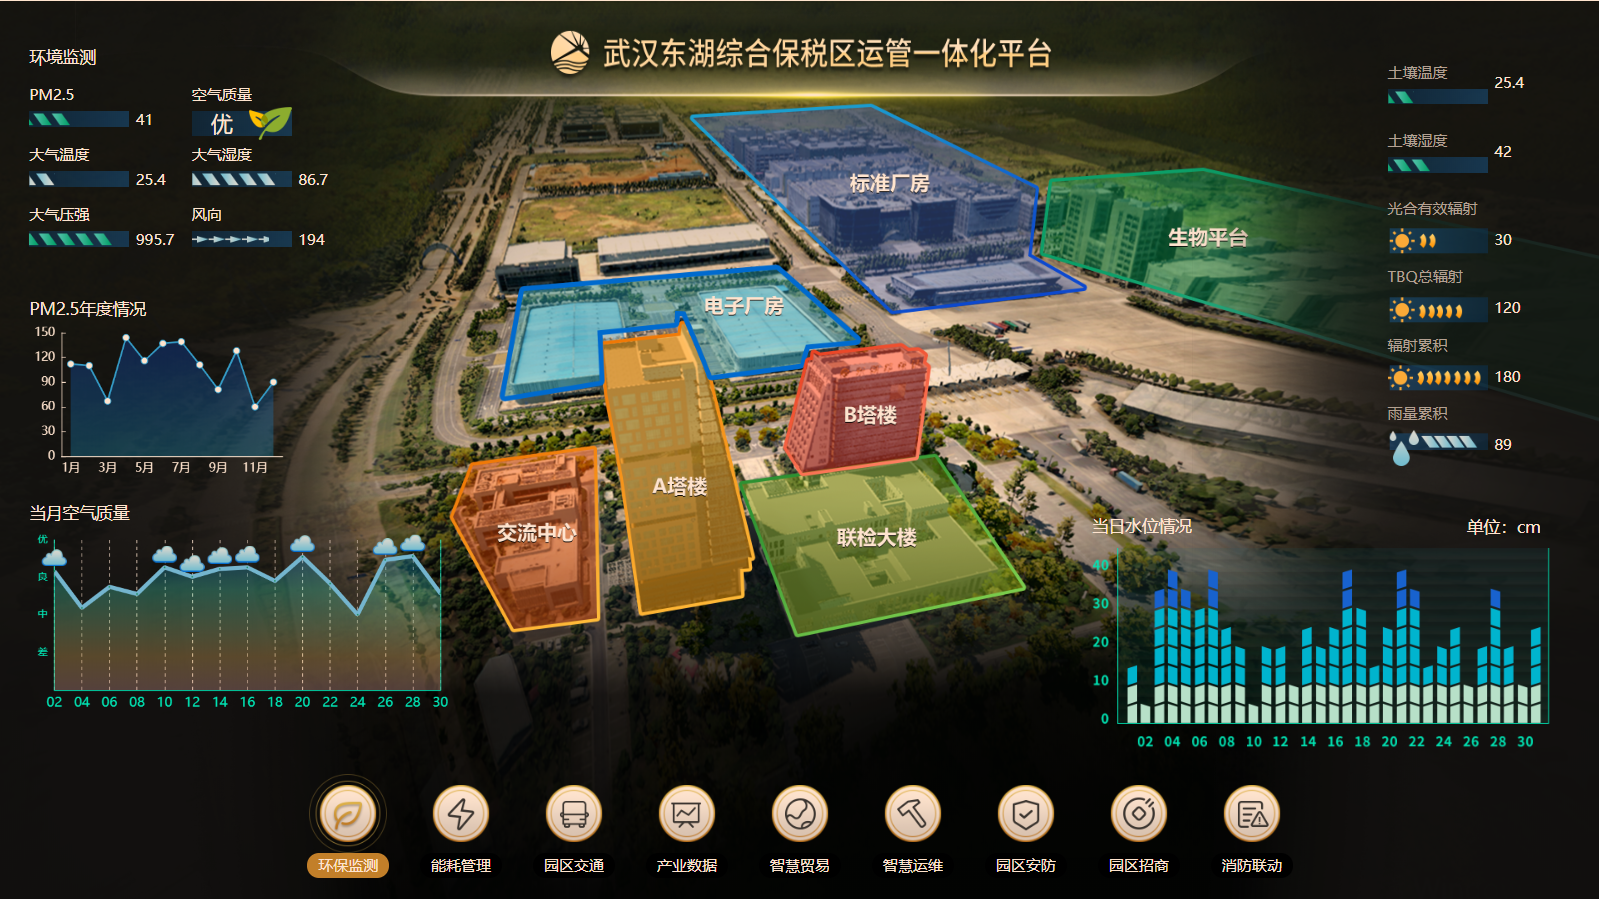 武汉东湖综合保税区运管一体化平台
环境监测
PM2.5
41
空气质量
优
大气温度
25.4
大气湿度
86.7
大气压强
995.7
风向
194
PM2.5年度情况
150
120
90
60
30
0
1月 3月 5月 7月 9月 11月
当月空气质量
优
良
中
差
02 04 06 08 10 12 14 16 18 20 22 24 26 28 30
标准厂房
生物平台
电子厂房
B塔楼
A塔楼
交流中心
联检大楼
土壤温度
25.4
土壤湿度
42
光合有效辐射
30
TBQ总辐射
120
辐射累积
180
雨量累积
89
当日水位情况
单位：cm
40
30
20
10
0
02 04 06 08 10 12 14 16 18 20 22 24 26 28 30
环保监测 能耗管理 园区交通 产业数据 智慧贸易 智慧运维 园区安防 园区招商 消防联动